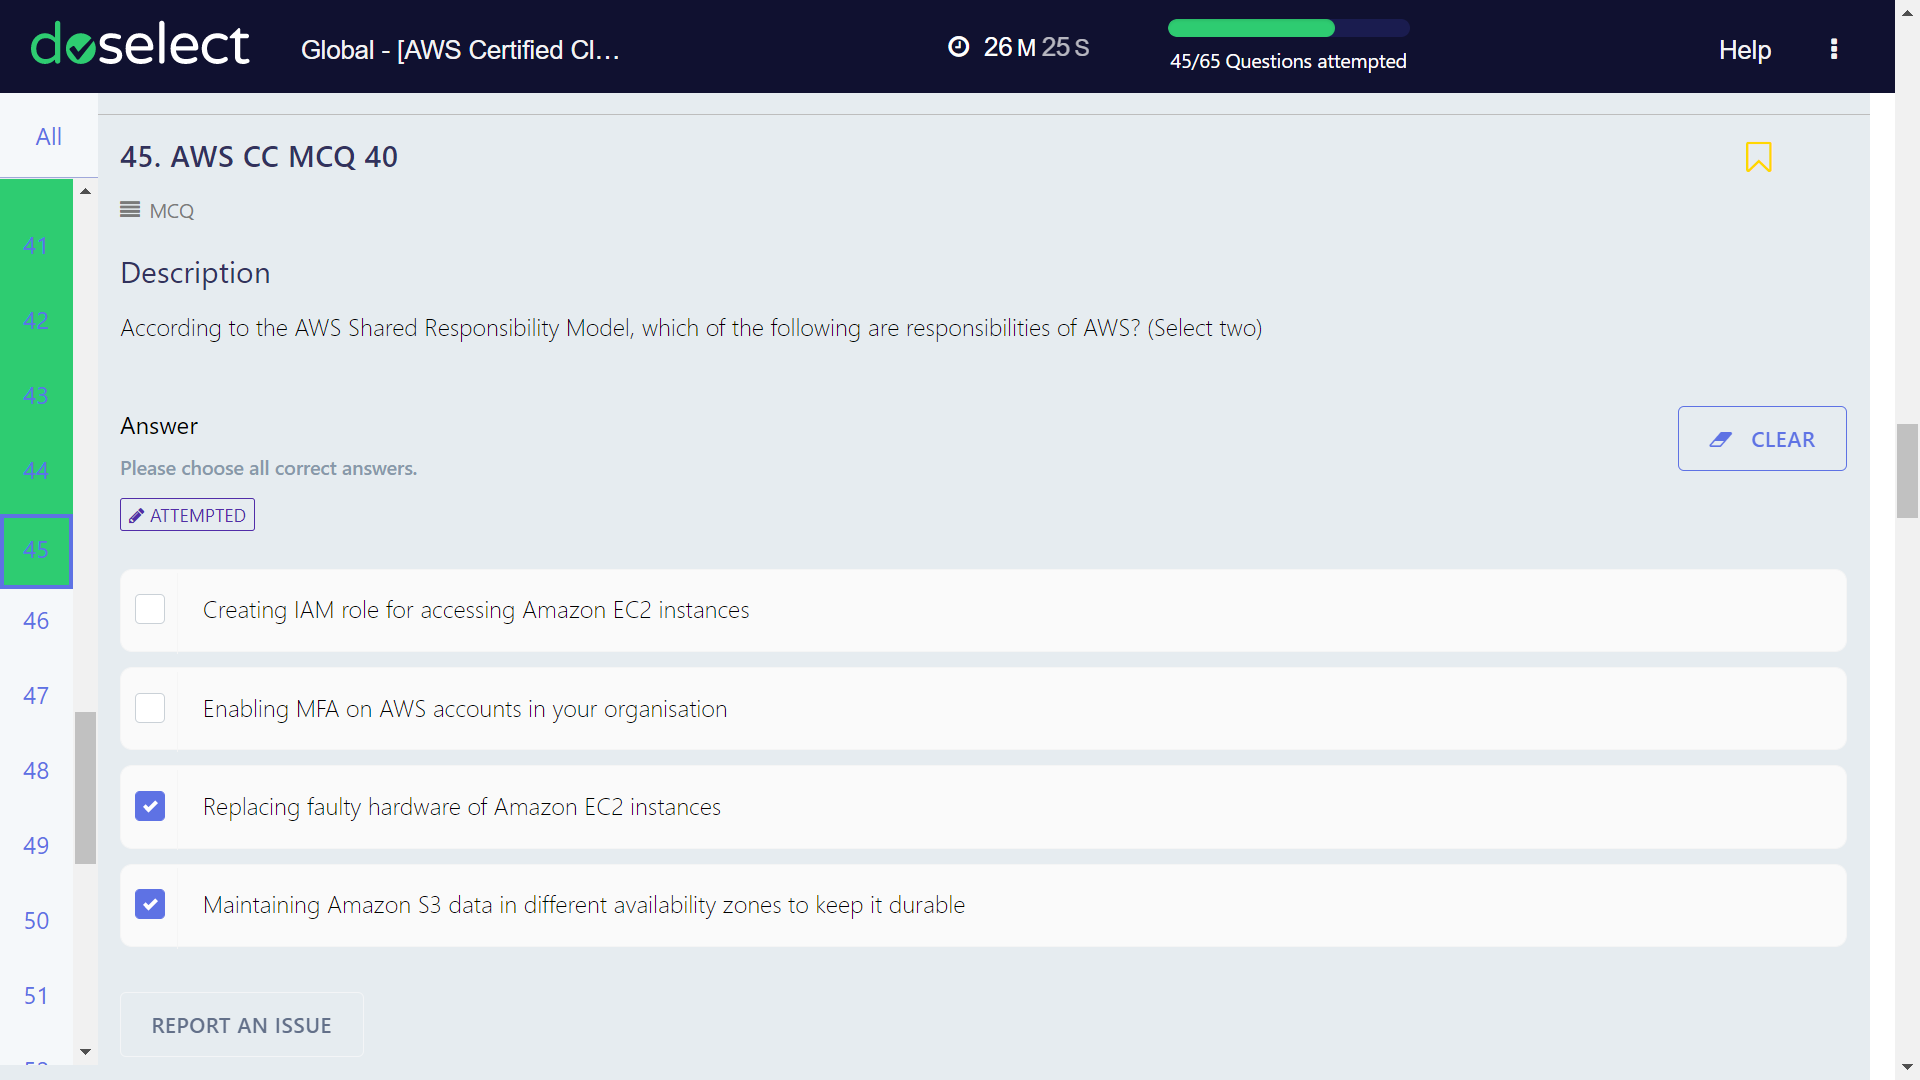 doselect
Global - [AWS Certified Cl...
26 M 25 S
45/65 Questions attempted
Help
All
41
42
43
44
45
46
47
48
49
50
51
45. AWS CC MCQ 40
MCQ
Description
According to the AWS Shared Responsibility Model, which of the following are responsibilities of AWS? (Select two)
Answer
CLEAR
Please choose all correct answers.
ATTEMPTED
Creating IAM role for accessing Amazon EC2 instances
Enabling MFA on AWS accounts in your organisation
Replacing faulty hardware of Amazon EC2 instances
Maintaining Amazon S3 data in different availability zones to keep it durable
REPORT AN ISSUE